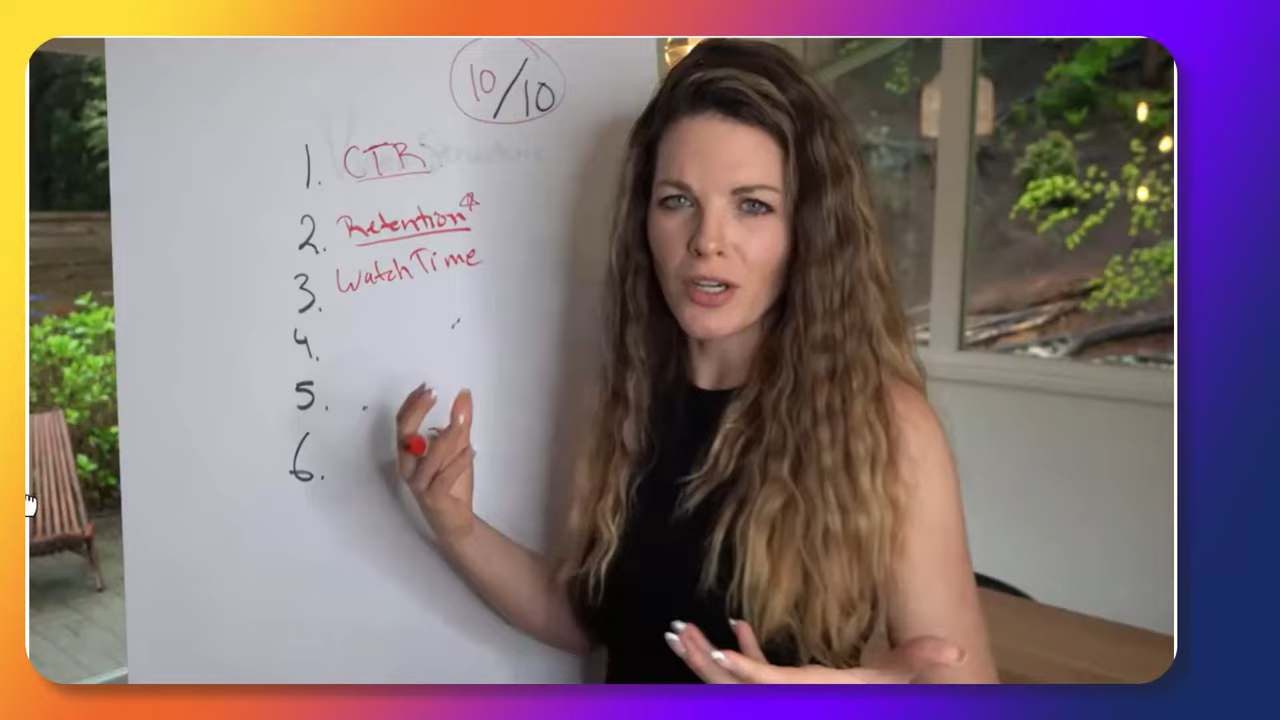 10/10
1. CTR
2. Retention*
3. Watch Time
4.
5.
6.